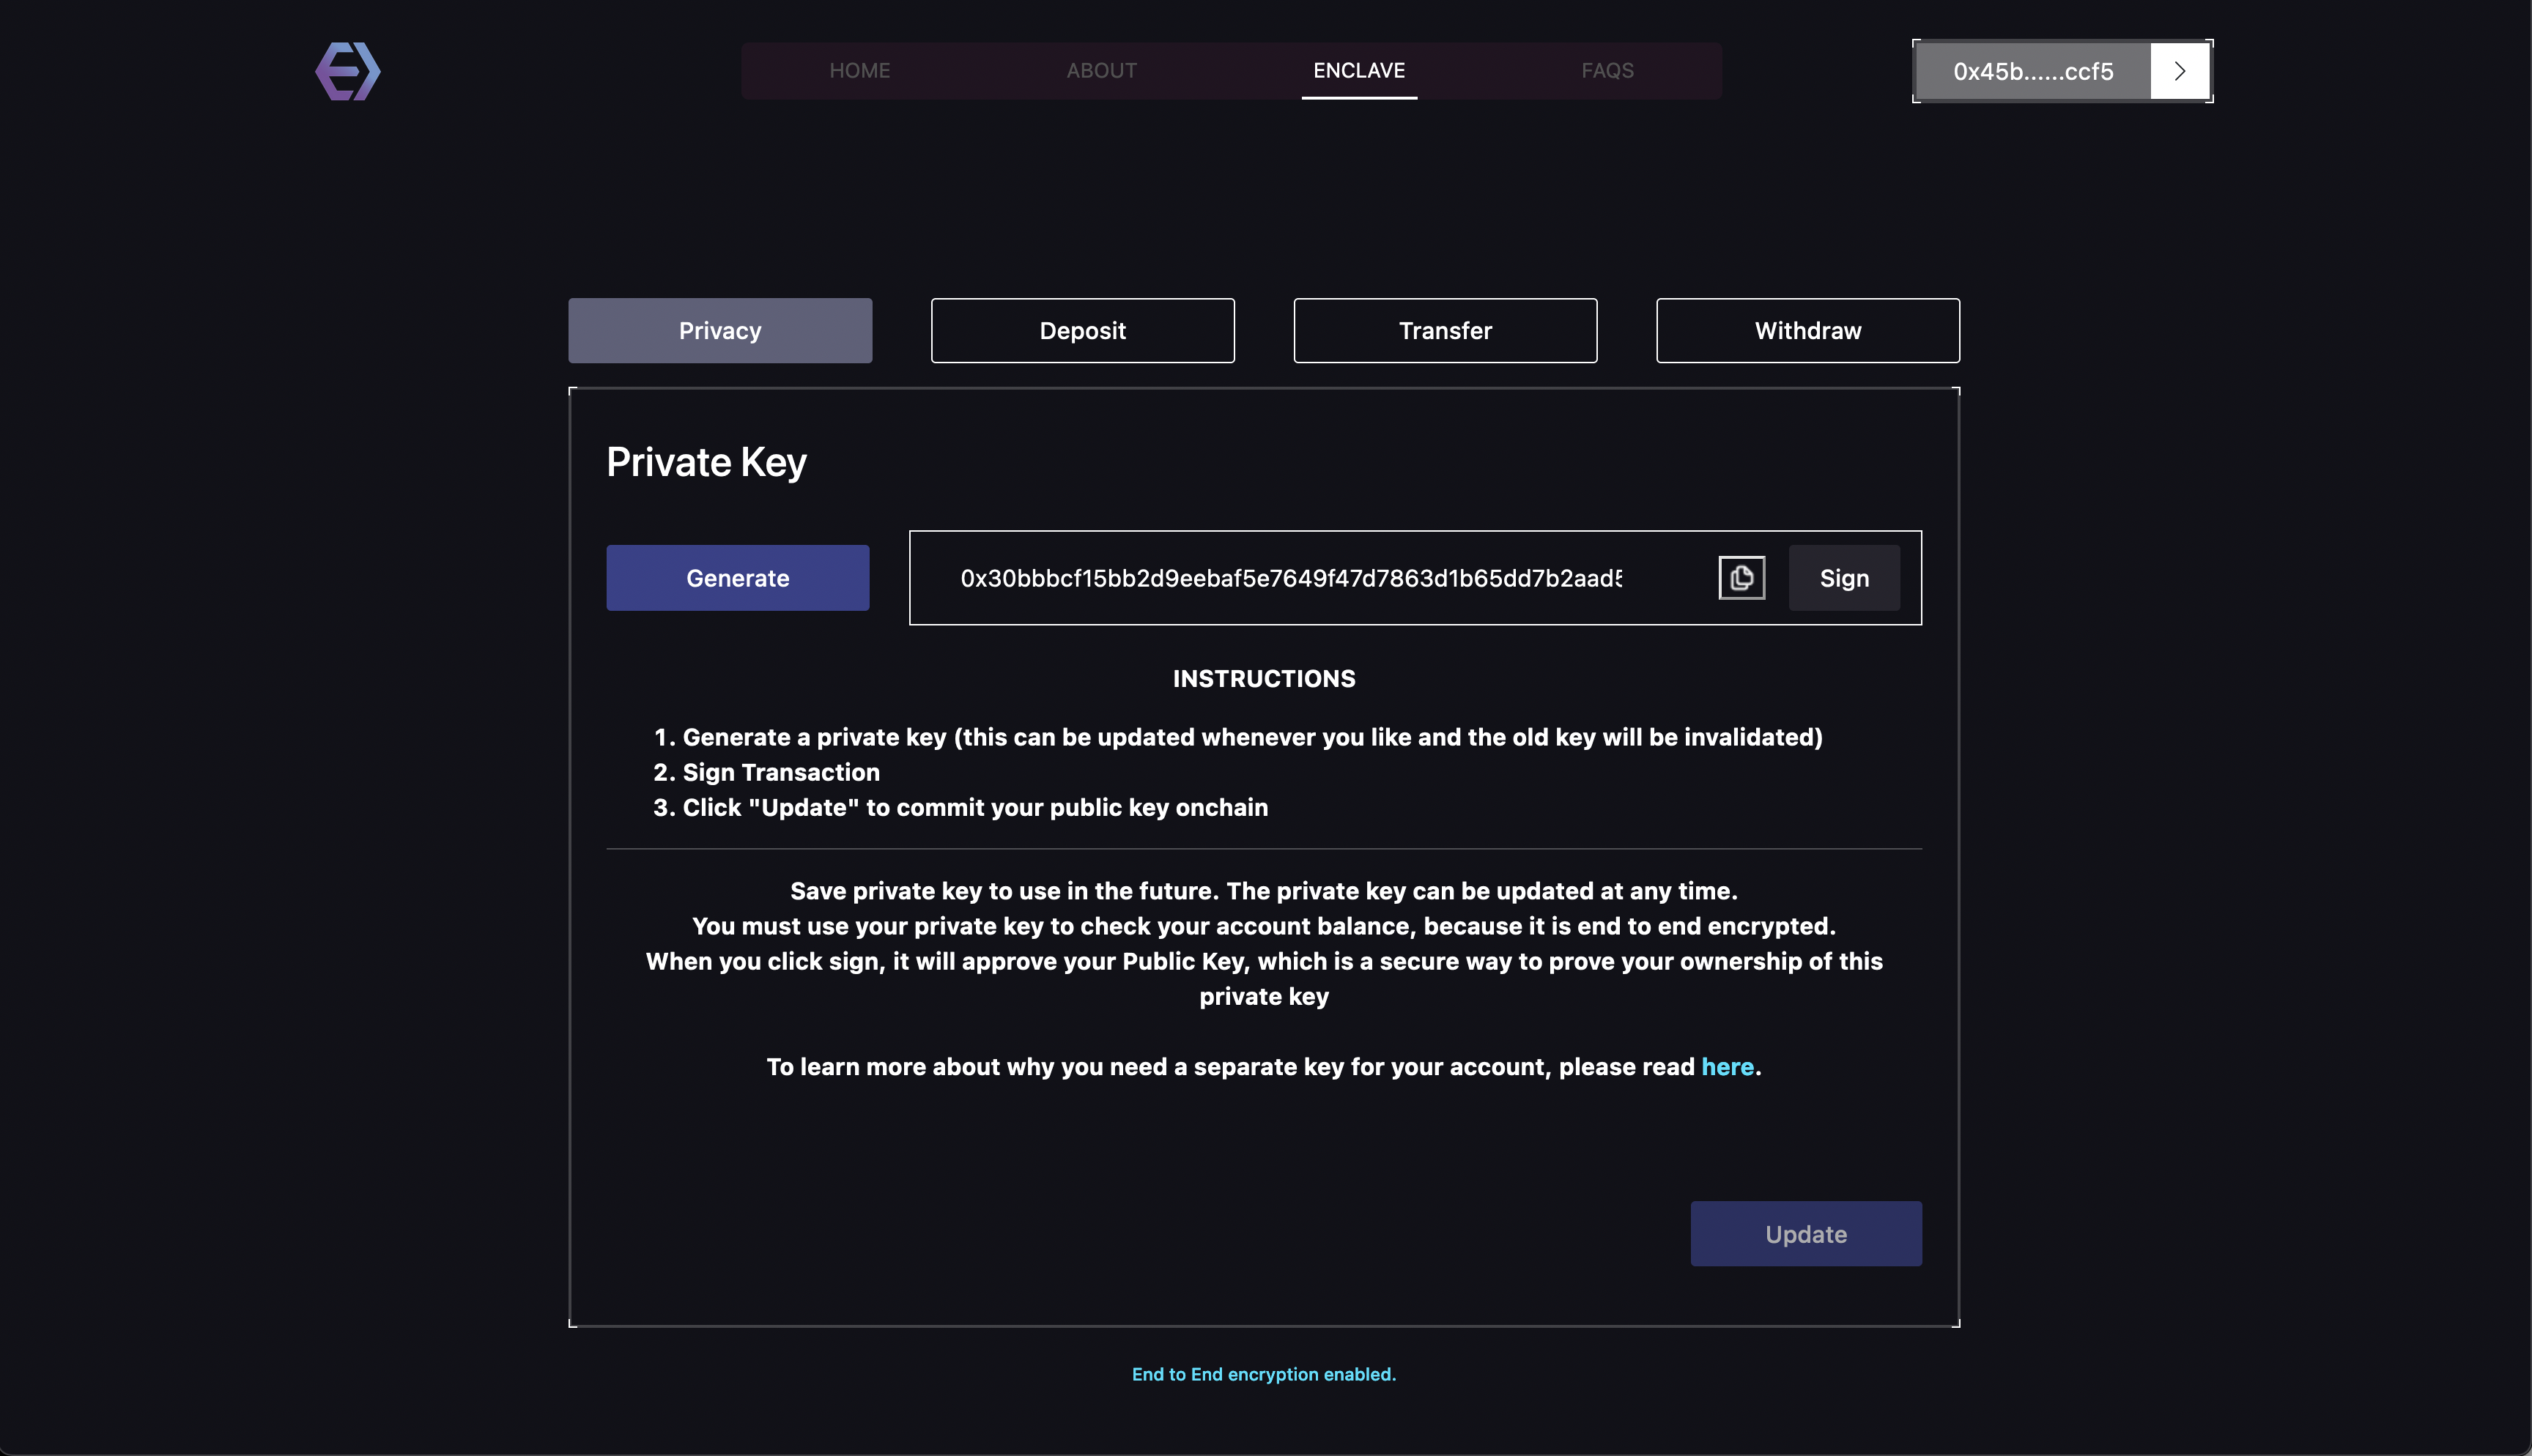 HOME ABOUT ENCLAVE FAQS 0x45b......ccf5
Privacy Deposit Transfer Withdraw
Private Key
Generate 0x30bbbcf15bb2d9eebaf5e7649f47d7863d1b65dd7b2aad5 Sign
INSTRUCTIONS
1. Generate a private key (this can be updated whenever you like and the old key will be invalidated)
2. Sign Transaction
3. Click "Update" to commit your public key onchain
Save private key to use in the future. The private key can be updated at any time.
You must use your private key to check your account balance, because it is end to end encrypted.
When you click sign, it will approve your Public Key, which is a secure way to prove your ownership of this
private key
To learn more about why you need a separate key for your account, please read here.
Update
End to End encryption enabled.